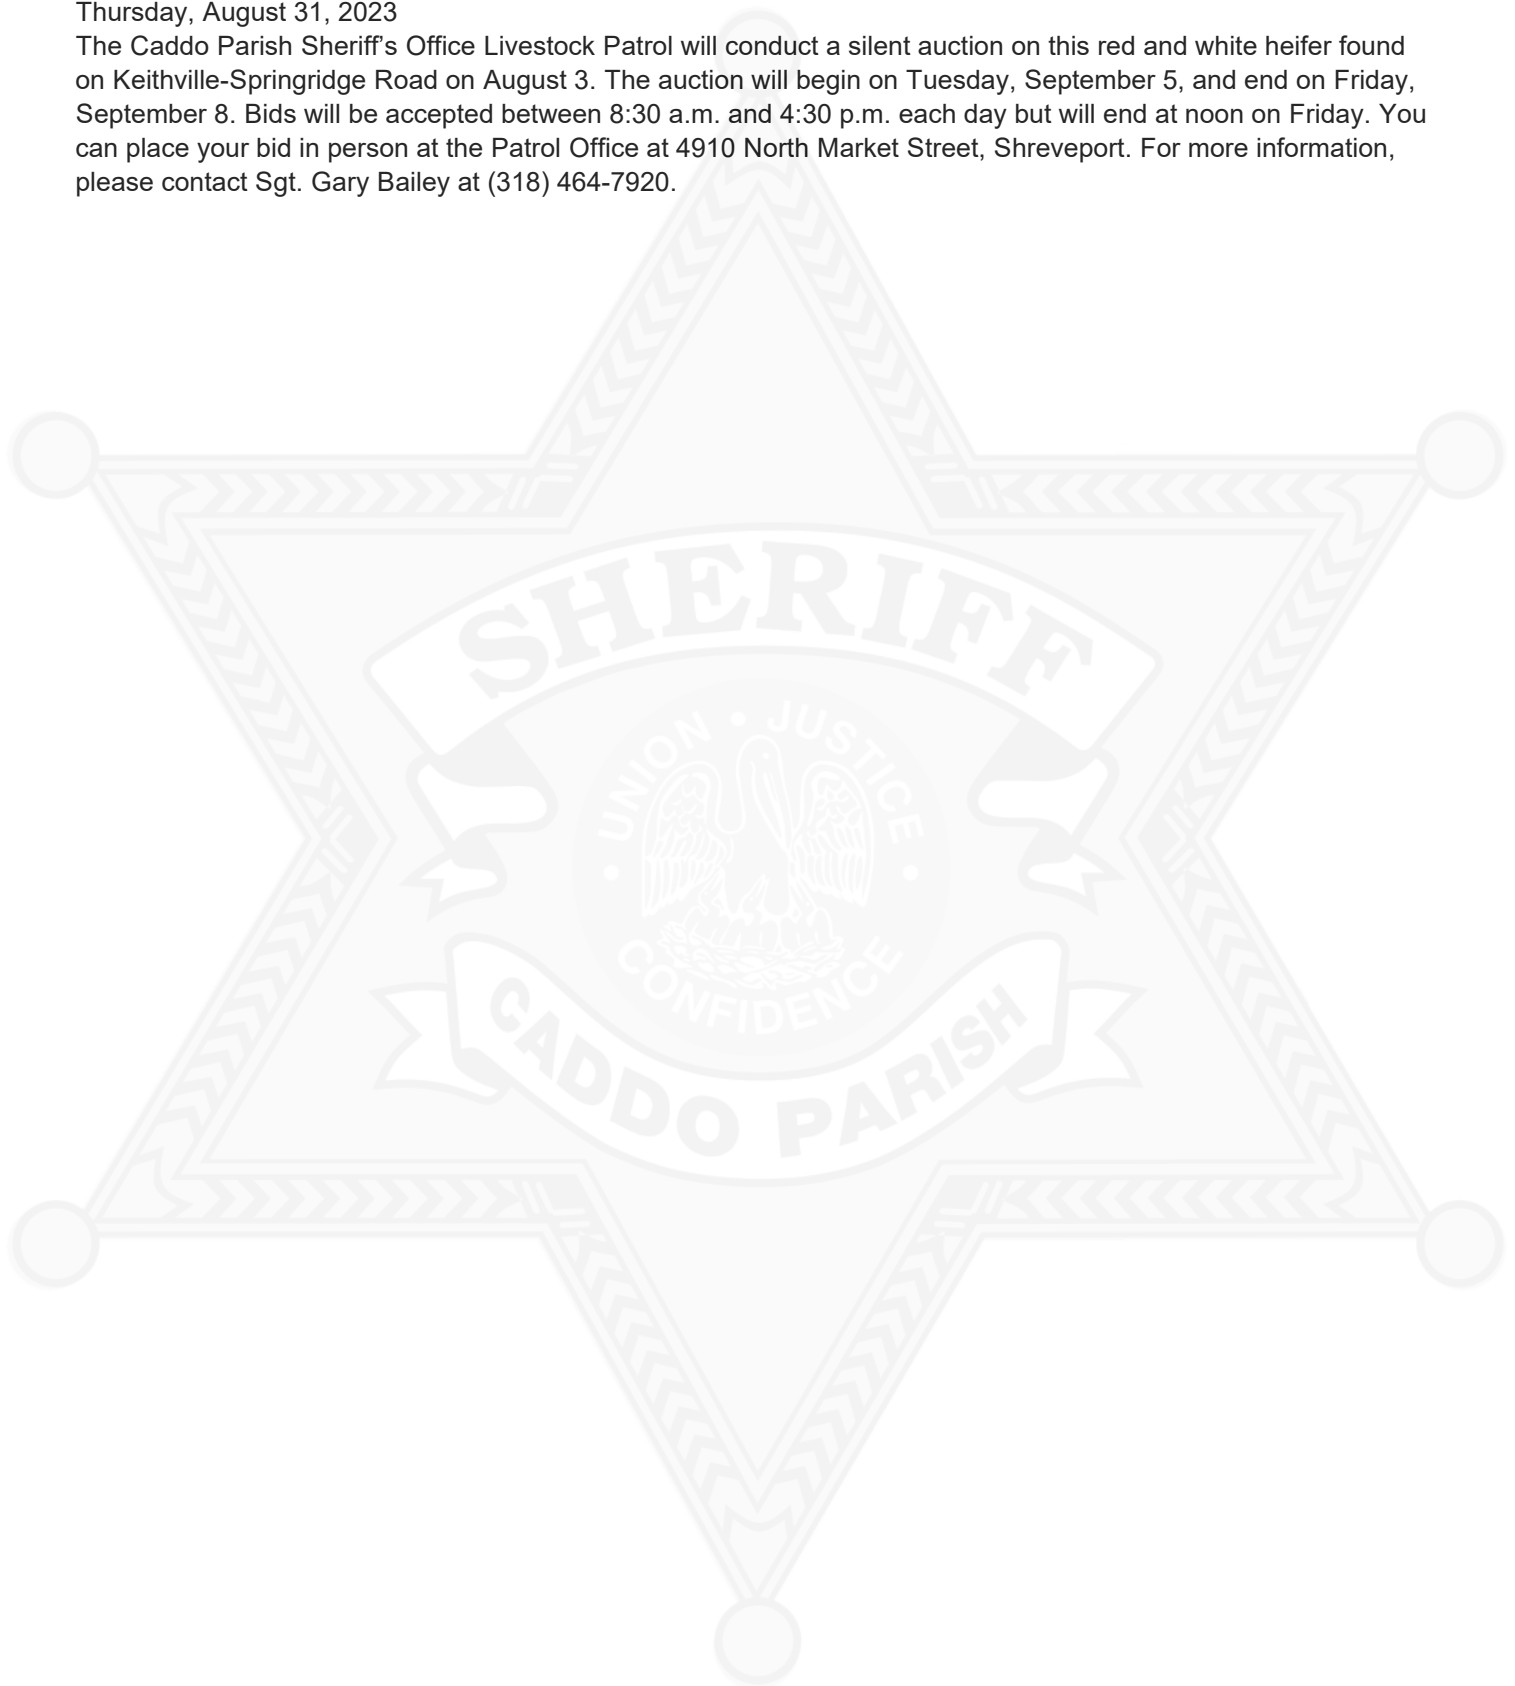 Thursday, August 31, 2023
The Caddo Parish Sheriff’s Office Livestock Patrol will conduct a silent auction on this red and white heifer found
on Keithville-Springridge Road on August 3. The auction will begin on Tuesday, September 5, and end on Friday,
September 8. Bids will be accepted between 8:30 a.m. and 4:30 p.m. each day but will end at noon on Friday. You
can place your bid in person at the Patrol Office at 4910 North Market Street, Shreveport. For more information,
please contact Sgt. Gary Bailey at (318) 464-7920.
SHERIFF
UNION • JUSTICE
• CONFIDENCE •
CADDO PARISH